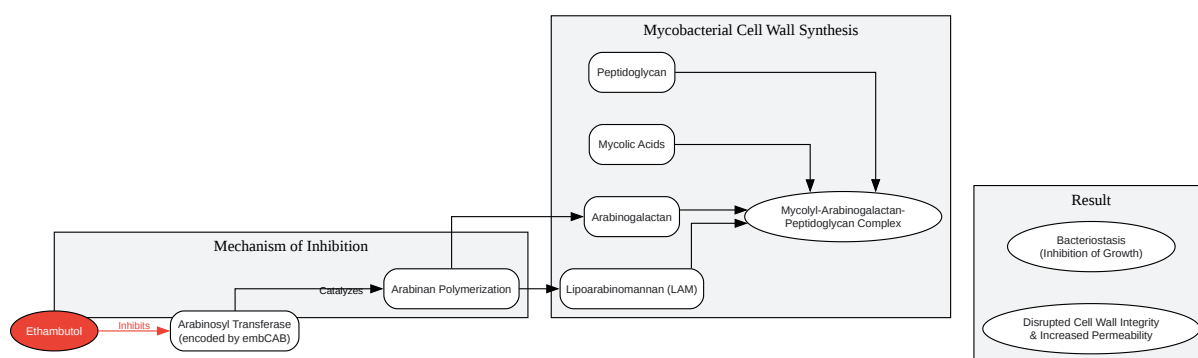 Mycobacterial Cell Wall Synthesis
Peptidoglycan
Mycolic Acids
Arabinogalactan
Mycolyl-Arabinogalactan-
Peptidoglycan Complex
Lipoarabinomannan (LAM)
Mechanism of Inhibition
Catalyzes
Arabinan Polymerization
Ethambutol
Inhibits
Arabinosyl Transferase
(encoded by embCAB)
Result
Bacteriostasis
(Inhibition of Growth)
Disrupted Cell Wall Integrity
& Increased Permeability